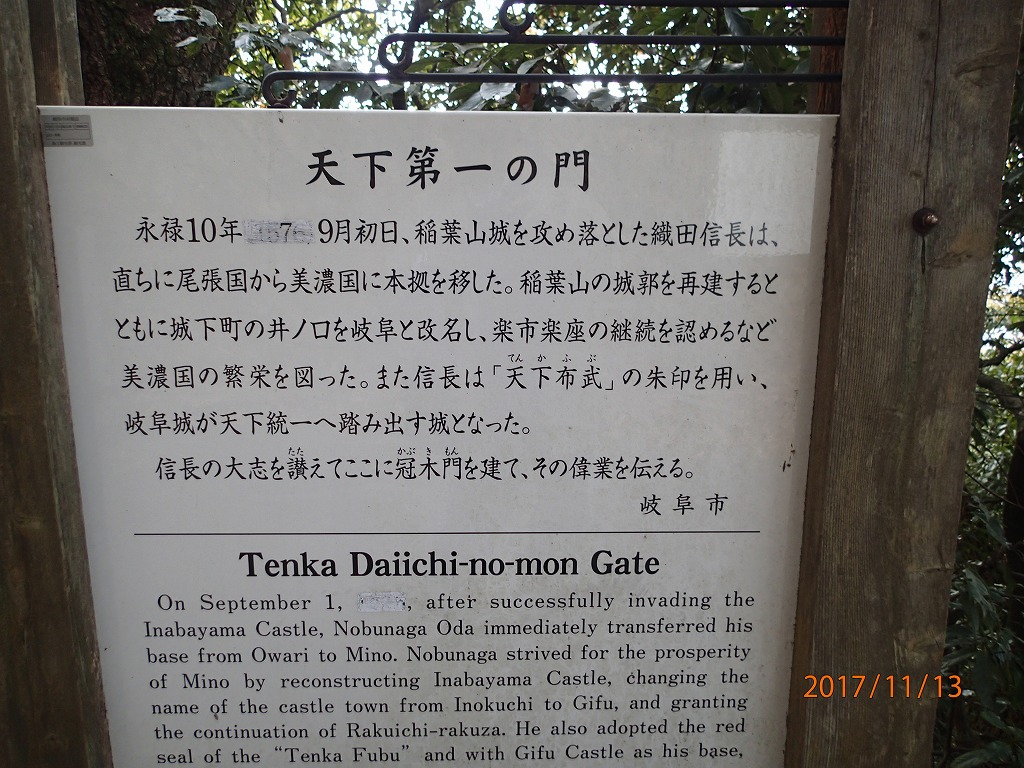 天下第一の門
永禄10年 9月初日、稲葉山城を攻め落とした織田信長は、
直ちに尾張国から美濃国に本拠を移した。稲葉山の城郭を再建すると
ともに城下町の井ノ口を岐阜と改名し、楽市楽座の継続を認めるなど
てん か ふ ぶ
美濃国の繁栄を図った。また信長は「天下布武」の朱印を用い、
岐阜城が天下統一へ踏み出す城となった。
たた かぶ き もん
信長の大志を讃えてここに冠木門を建て、その偉業を伝える。
岐阜市
Tenka Daiichi-no-mon Gate
On September 1, , after successfully invading the
Inabayama Castle, Nobunaga Oda immediately transferred his
base from Owari to Mino. Nobunaga strived for the prosperity
of Mino by reconstructing Inabayama Castle, changing the
name of the castle town from Inokuchi to Gifu, and granting
the continuation of Rakuichi-rakuza. He also adopted the red
seal of the “Tenka Fubu” and with Gifu Castle as his base,
2017/11/13